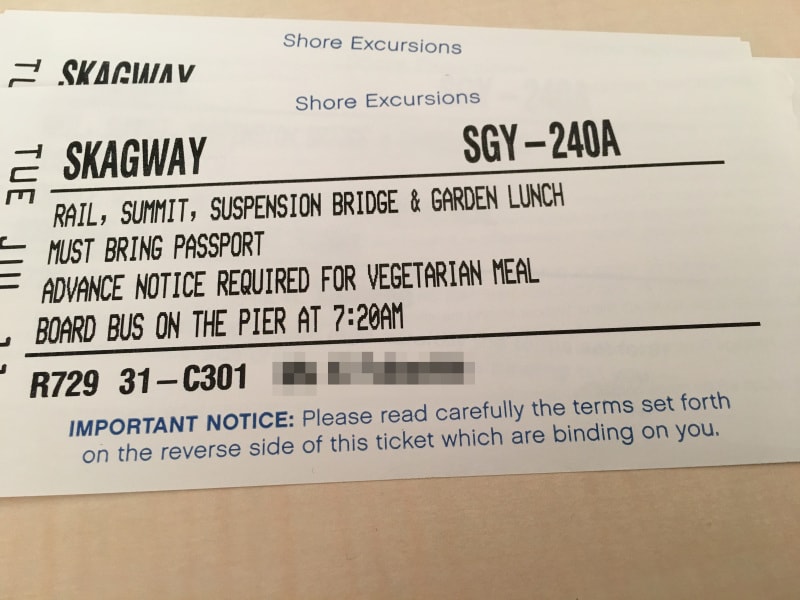 Shore Excursions
SKAGWAY
Shore Excursions
SKAGWAY SGY-240A
TUE
RAIL, SUMMIT, SUSPENSION BRIDGE & GARDEN LUNCH
MUST BRING PASSPORT
ADVANCE NOTICE REQUIRED FOR VEGETARIAN MEAL
BOARD BUS ON THE PIER AT 7:20AM
R729 31-C301
IMPORTANT NOTICE: Please read carefully the terms set forth
on the reverse side of this ticket which are binding on you.